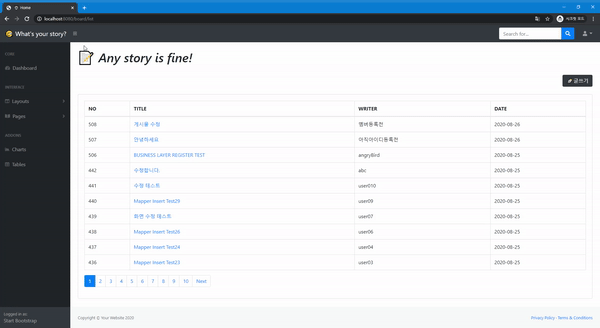 Home
localhost:8080/board/list
시크릿 모드
What's your story?
Search for...
Any story is fine!
글쓰기
CORE
Dashboard
INTERFACE
Layouts
Pages
ADDONS
Charts
Tables
NO TITLE WRITER DATE
508 게시물 수정 멤버등록전 2020-08-26
507 안녕하세요 아직아이디등록전 2020-08-26
506 BUSINESS LAYER REGISTER TEST angryBird 2020-08-25
442 수정합니다. abc 2020-08-25
441 수정 테스트 user010 2020-08-25
440 Mapper Insert Test29 user09 2020-08-25
439 화면 수정 테스트 user07 2020-08-25
438 Mapper Insert Test26 user06 2020-08-25
437 Mapper Insert Test24 user04 2020-08-25
436 Mapper Insert Test23 user03 2020-08-25
1 2 3 4 5 6 7 8 9 10 Next
Logged in as:
Start Bootstrap
Copyright © Your Website 2020
Privacy Policy · Terms & Conditions